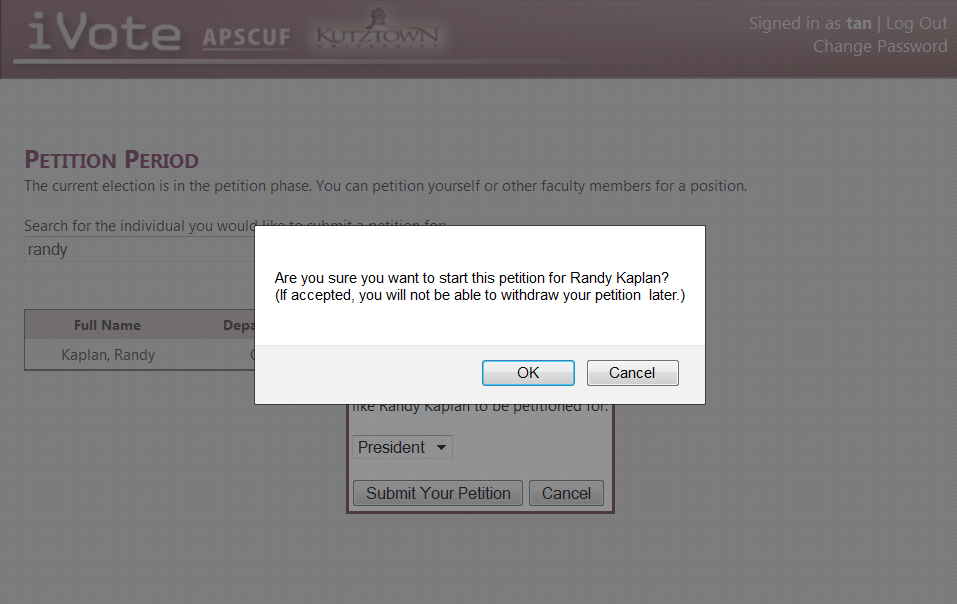 iVote APSCUF KUTZTOWN UNIVERSITY
Signed in as tan | Log Out
Change Password
PETITION PERIOD
The current election is in the petition phase. You can petition yourself or other faculty members for a position.
Search for the individual you would like to submit a petition for:
randy
Full Name
Kaplan, Randy
Are you sure you want to start this petition for Randy Kaplan?
(If accepted, you will not be able to withdraw your petition  later.)
OK Cancel
like Randy Kaplan to be petitioned for:
President
Submit Your Petition Cancel